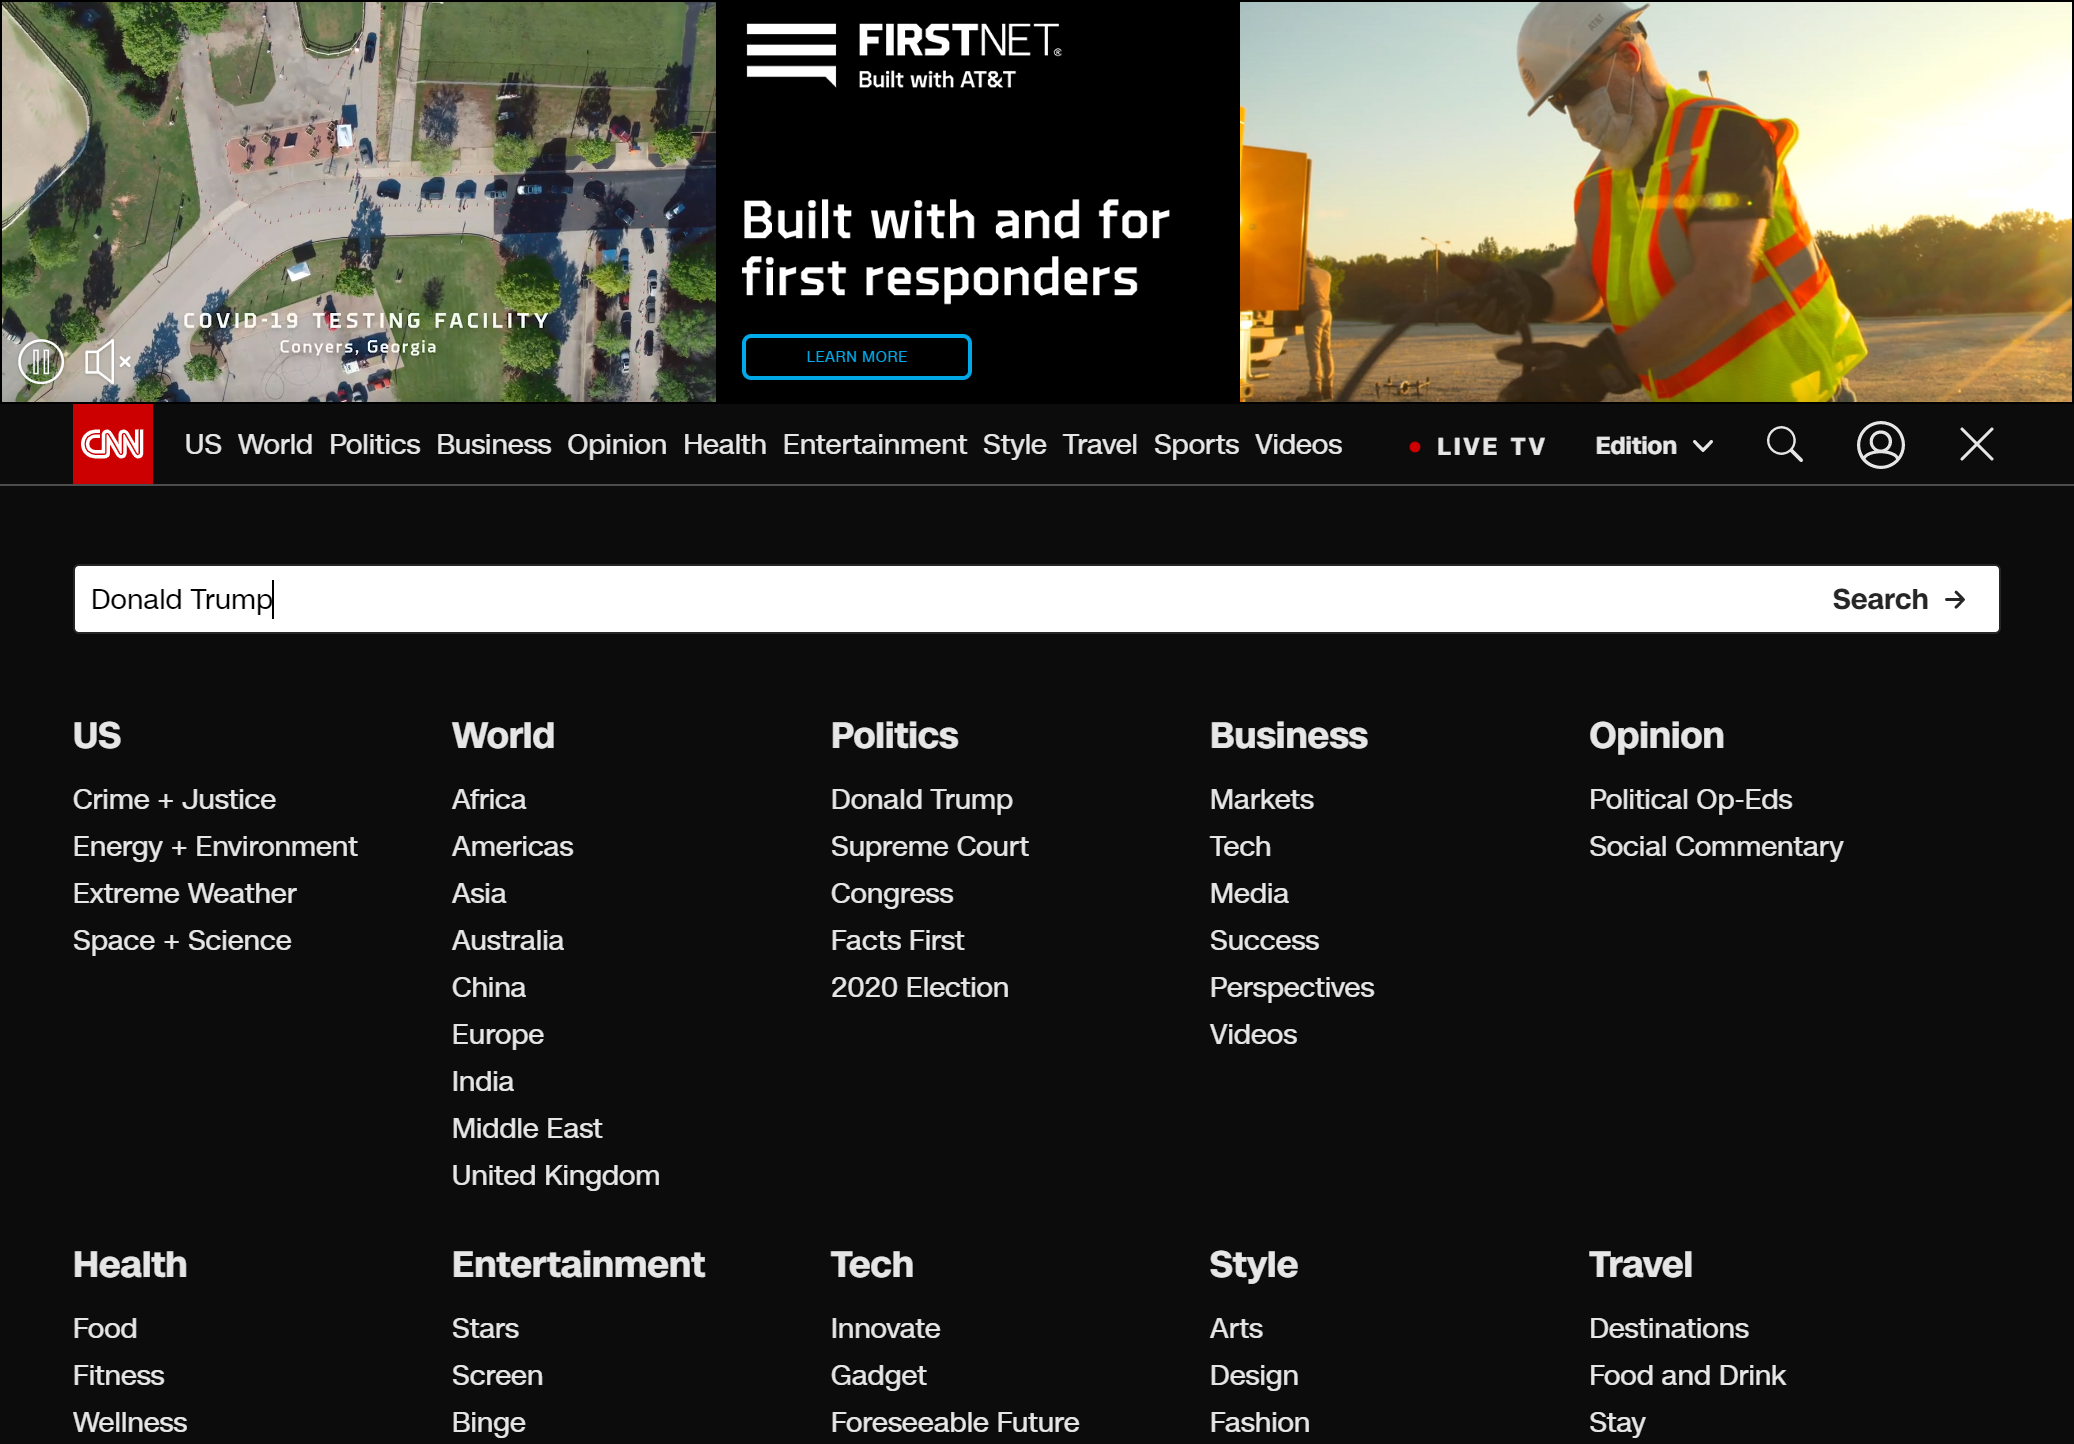 COVID-19 TESTING FACILITY
Conyers, Georgia
FIRSTNET®
Built with AT&T
Built with and for
first responders
LEARN MORE
CNN US World Politics Business Opinion Health Entertainment Style Travel Sports Videos LIVE TV Edition
Donald Trump Search →
US
Crime + Justice
Energy + Environment
Extreme Weather
Space + Science
World
Africa
Americas
Asia
Australia
China
Europe
India
Middle East
United Kingdom
Politics
Donald Trump
Supreme Court
Congress
Facts First
2020 Election
Business
Markets
Tech
Media
Success
Perspectives
Videos
Opinion
Political Op-Eds
Social Commentary
Health
Food
Fitness
Wellness
Entertainment
Stars
Screen
Binge
Tech
Innovate
Gadget
Foreseeable Future
Style
Arts
Design
Fashion
Travel
Destinations
Food and Drink
Stay